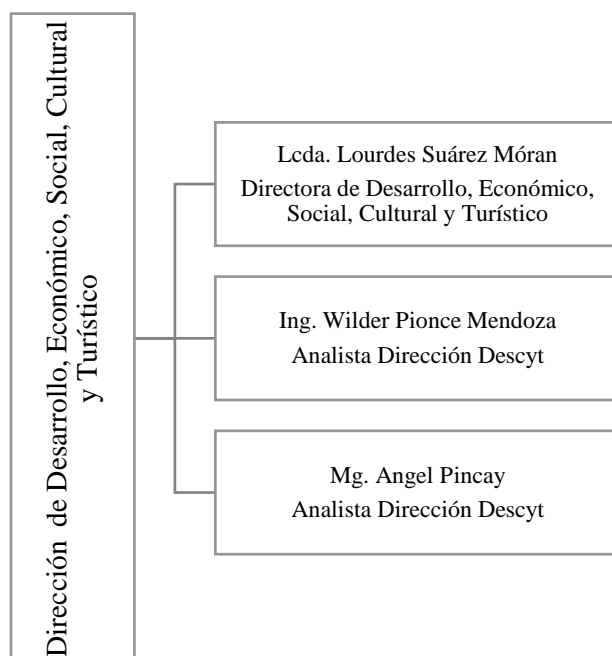 Dirección de Desarrollo, Económico, Social, Cultural
y Turístico
Lcda. Lourdes Suárez Móran
Directora de Desarrollo, Económico,
Social, Cultural y Turístico
Ing. Wilder Pionce Mendoza
Analista Dirección Descyt
Mg. Angel Pincay
Analista Dirección Descyt